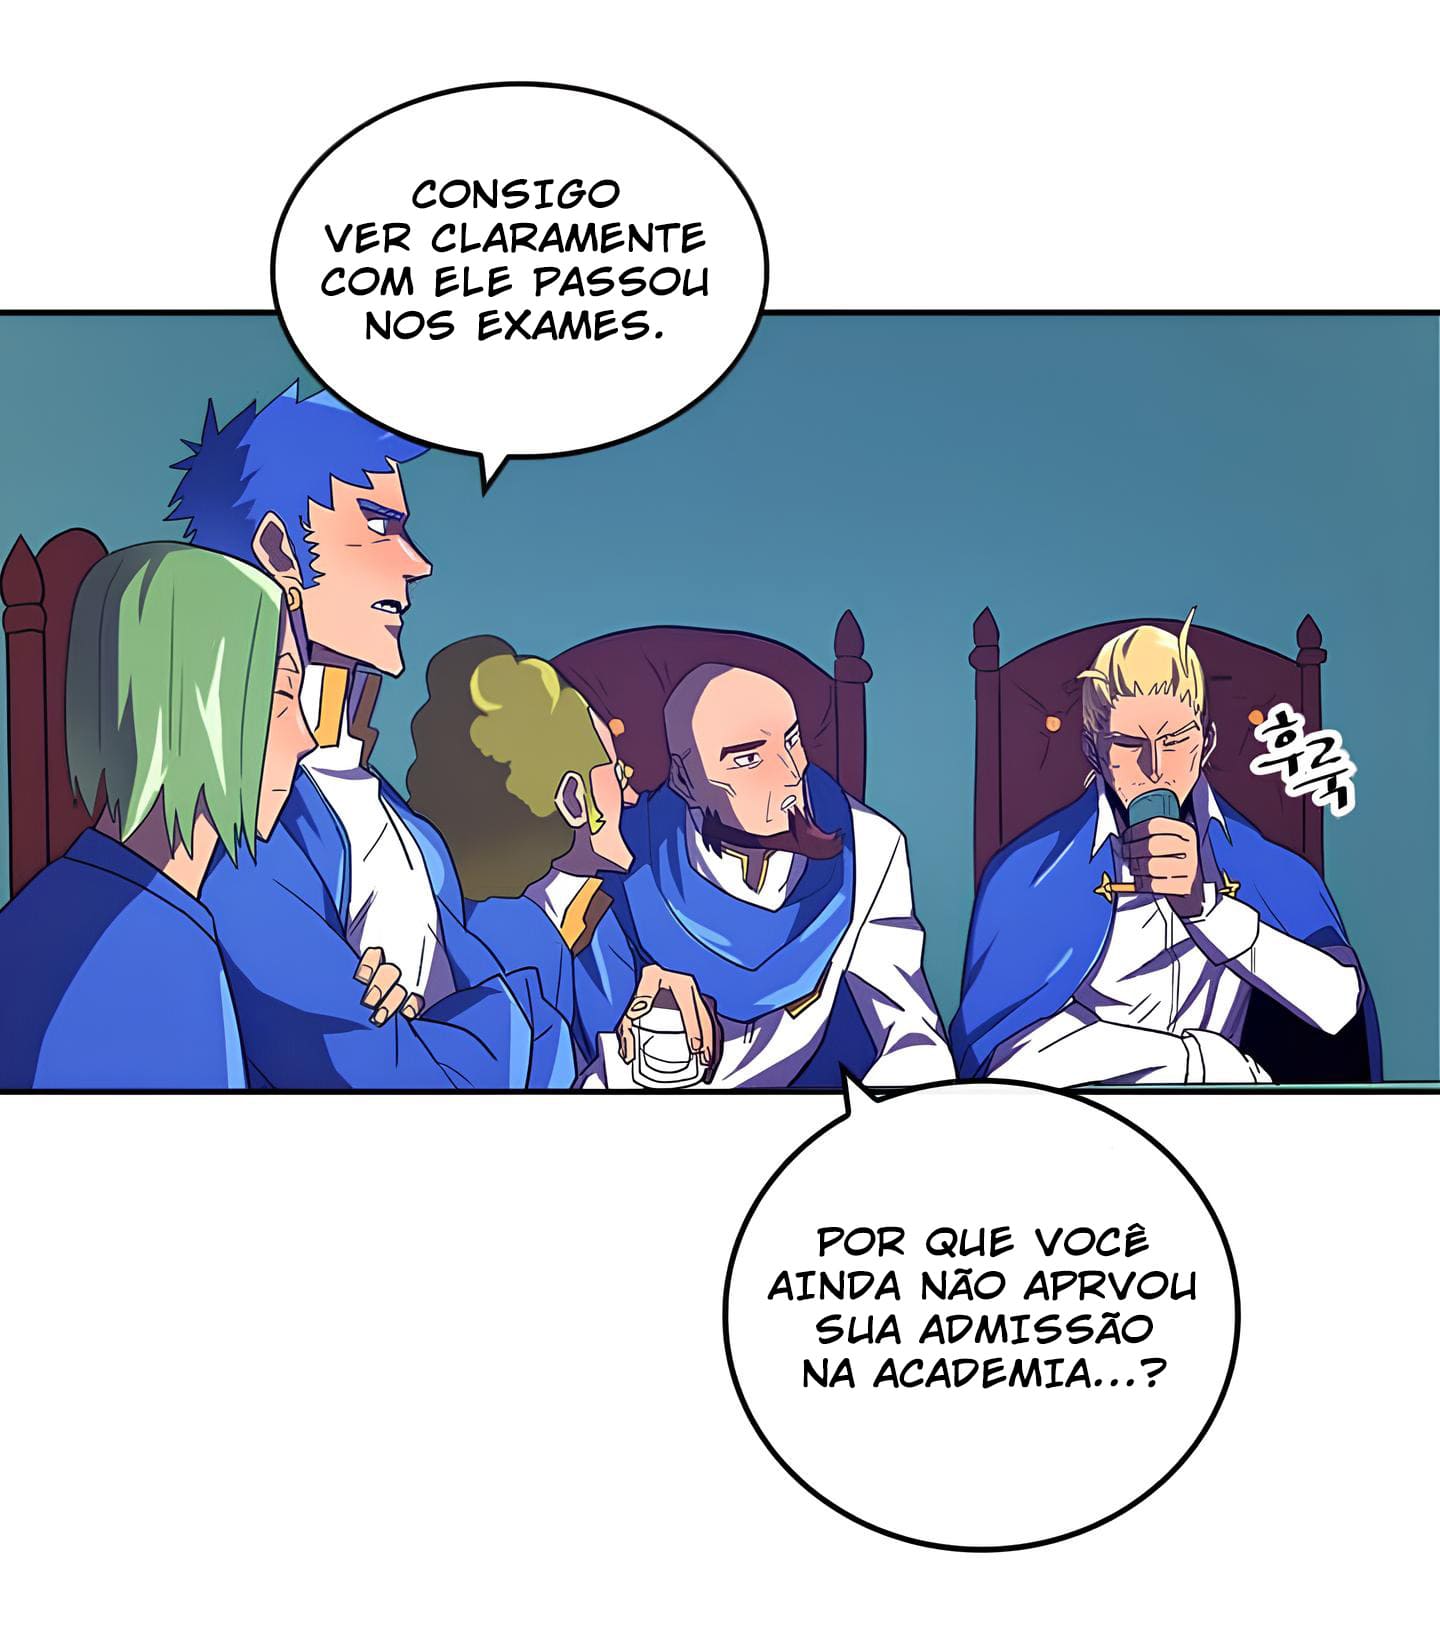 CONSIGO
VER CLARAMENTE
COM ELE PASSOU
NOS EXAMES.
후룩
POR QUE VOCÊ
AINDA NÃO APRVOU
SUA ADMISSÃO
NA ACADEMIA...?